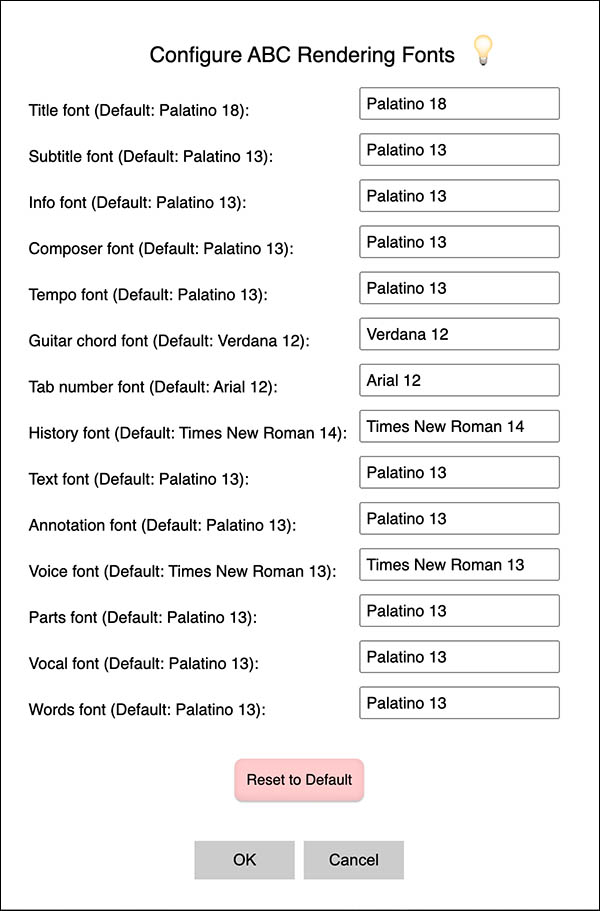 Configure ABC Rendering Fonts
Title font (Default: Palatino 18): Palatino 18
Subtitle font (Default: Palatino 13): Palatino 13
Info font (Default: Palatino 13): Palatino 13
Composer font (Default: Palatino 13): Palatino 13
Tempo font (Default: Palatino 13): Palatino 13
Guitar chord font (Default: Verdana 12): Verdana 12
Tab number font (Default: Arial 12): Arial 12
History font (Default: Times New Roman 14): Times New Roman 14
Text font (Default: Palatino 13): Palatino 13
Annotation font (Default: Palatino 13): Palatino 13
Voice font (Default: Times New Roman 13): Times New Roman 13
Parts font (Default: Palatino 13): Palatino 13
Vocal font (Default: Palatino 13): Palatino 13
Words font (Default: Palatino 13): Palatino 13
Reset to Default
OK Cancel